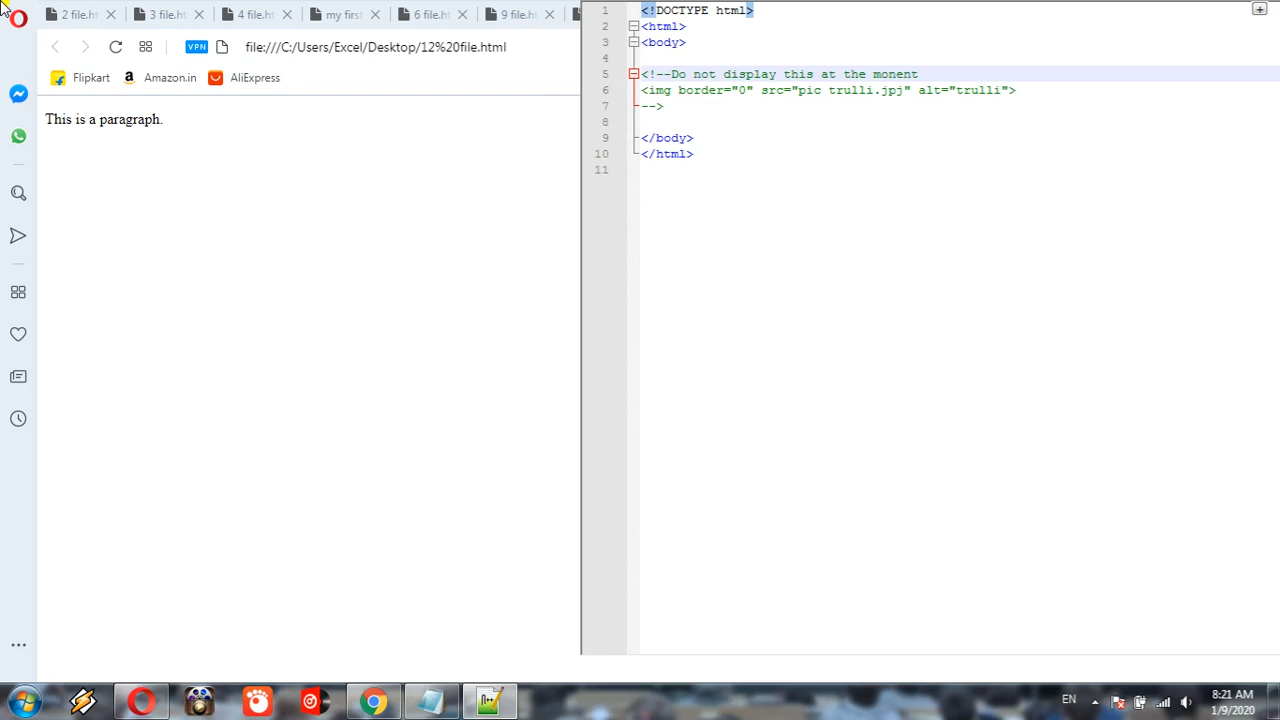 2 file.ht
3 file.ht
4 file.ht
my first
6 file.ht
9 file.ht
VPN
file:///C:/Users/Excel/Desktop/12%20file.html
Flipkart
Amazon.in
AliExpress
This is a paragraph.
1 <!DOCTYPE html>
2 <html>
3 <body>
4
5 <!--Do not display this at the monent
6 <img border="0" src="pic trulli.jpj" alt="trulli">
7 -->
8
9 </body>
10 </html>
11
EN
8:21 AM
1/9/2020